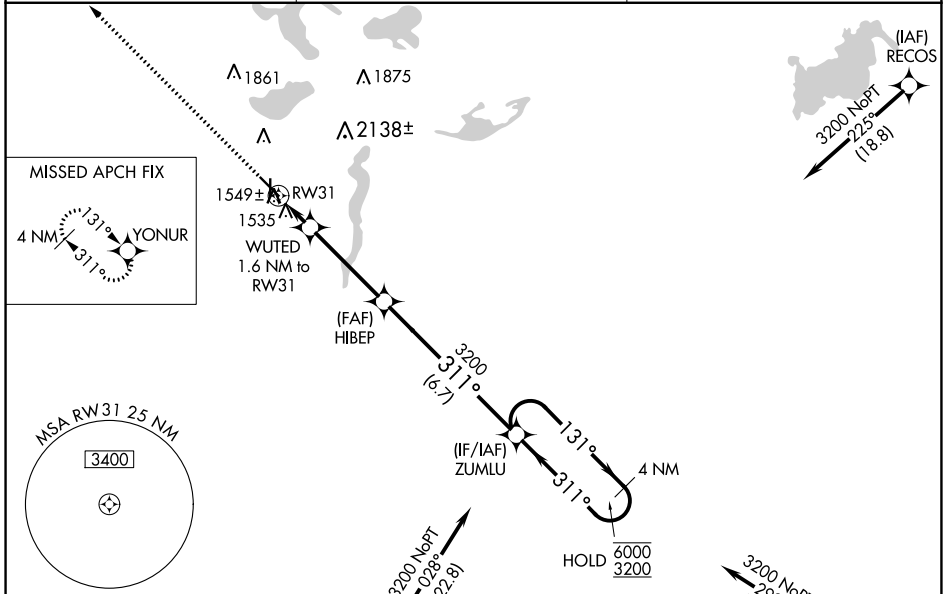 (IAF)
RECOS
3200 NoPT
225°
(18.8)
1861
1875
2138±
MISSED APCH FIX
131°
YONUR
4 NM
311°
1549±
RW31
1535
WUTED
1.6 NM to
RW31
(FAF)
HIBEP
3200
311°
(6.7)
MSA RW31 25 NM
3400
(IF/IAF)
ZUMLU
131°
4 NM
311°
HOLD
6000
3200
3200 NoPT
028°
3200 NoPT